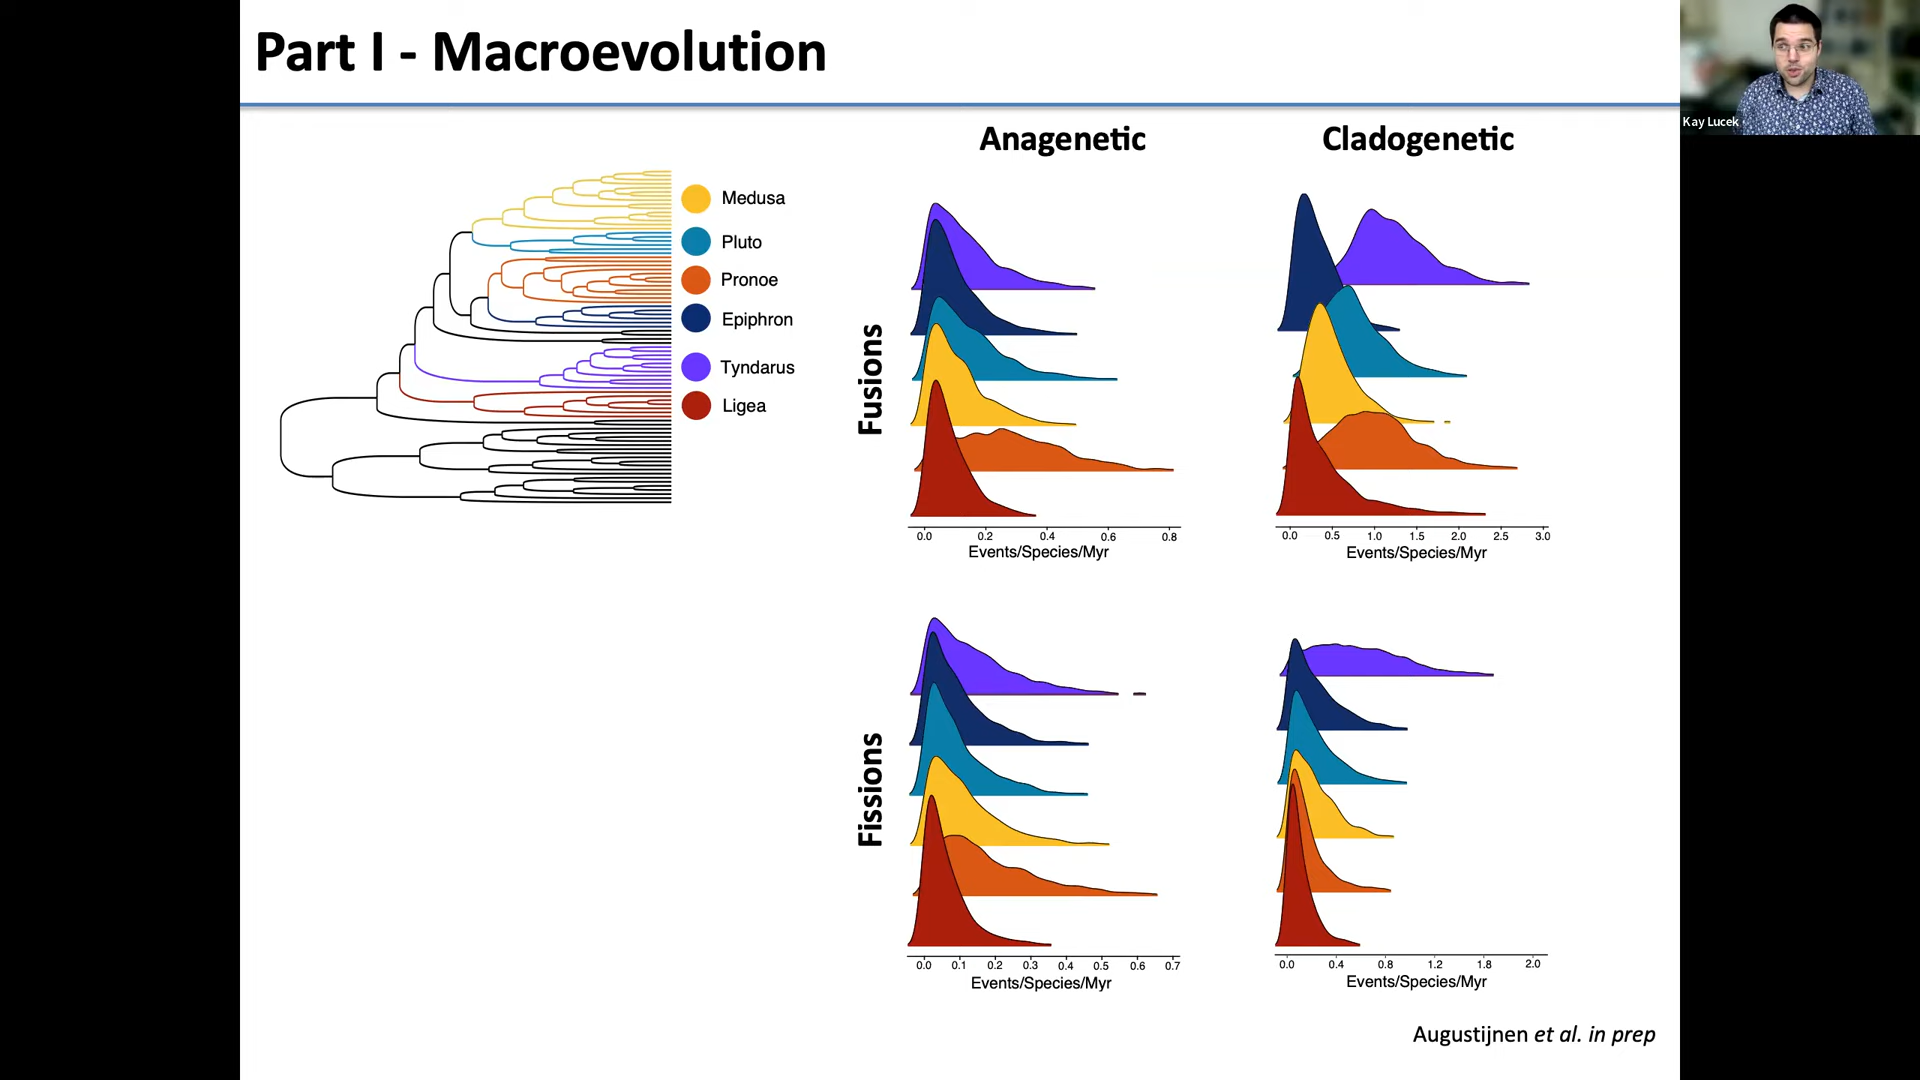 Part I - Macroevolution
Kay Lucek
Anagenetic
Cladogenetic
Medusa
Pluto
Pronoe
Epiphron
Tyndarus
Ligea
Fusions
0.0 0.2 0.4 0.6 0.8
Events/Species/Myr
0.0 0.5 1.0 1.5 2.0 2.5 3.0
Events/Species/Myr
Fissions
0.0 0.1 0.2 0.3 0.4 0.5 0.6 0.7
Events/Species/Myr
0.0 0.4 0.8 1.2 1.8 2.0
Events/Species/Myr
Augustijnen et al. in prep